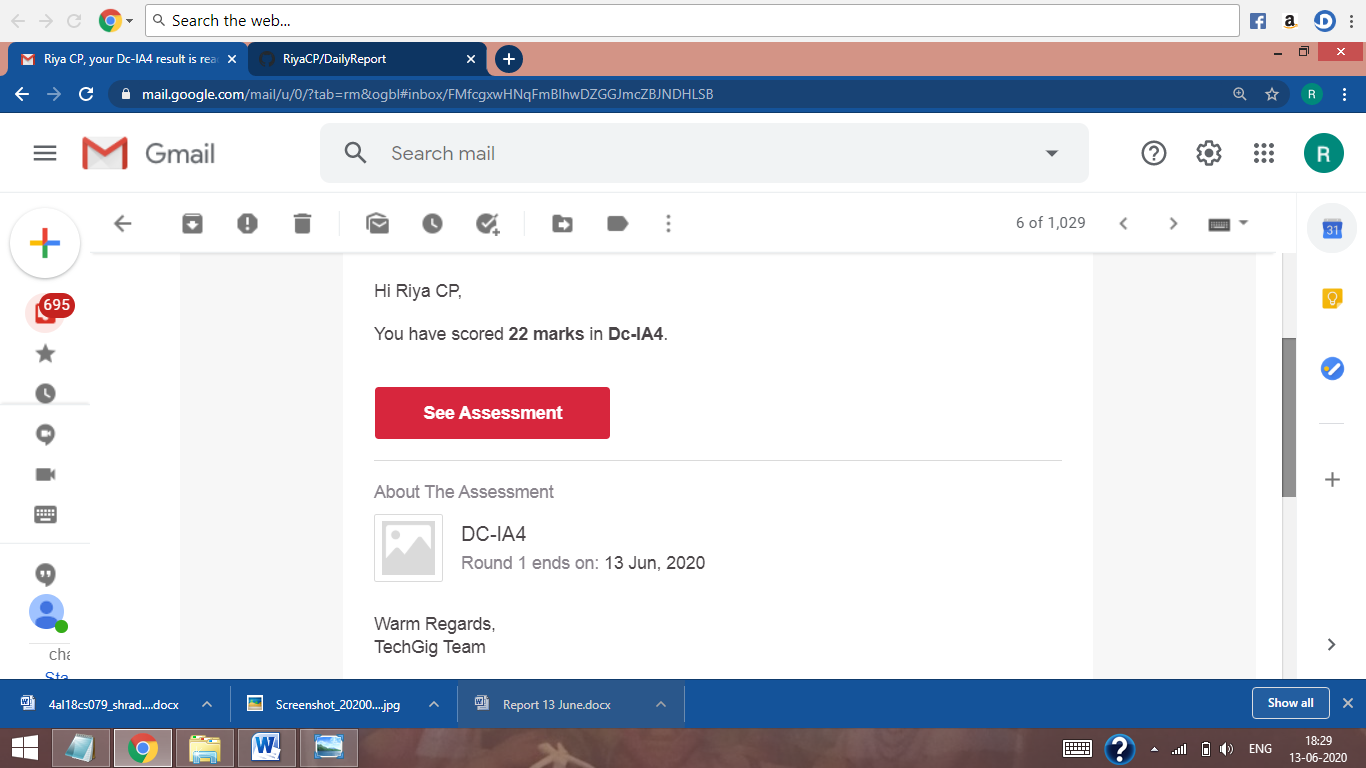 Search the web...
Riya CP, your Dc-IA4 result is rea
RiyaCP/DailyReport
mail.google.com/mail/u/0/?tab=rm&ogbl#inbox/FMfcgxwHNqFmBlhwDZGGJmcZBJNDHLSB
R
Gmail
Search mail
R
6 of 1,029
31
695
Hi Riya CP,
You have scored 22 marks in Dc-IA4.
See Assessment
About The Assessment
DC-IA4
Round 1 ends on: 13 Jun, 2020
Warm Regards,
TechGig Team
cha
Sta
4al18cs079_shrad....docx
Screenshot_20200....jpg
Report 13 June.docx
Show all
ENG
18:29
13-06-2020